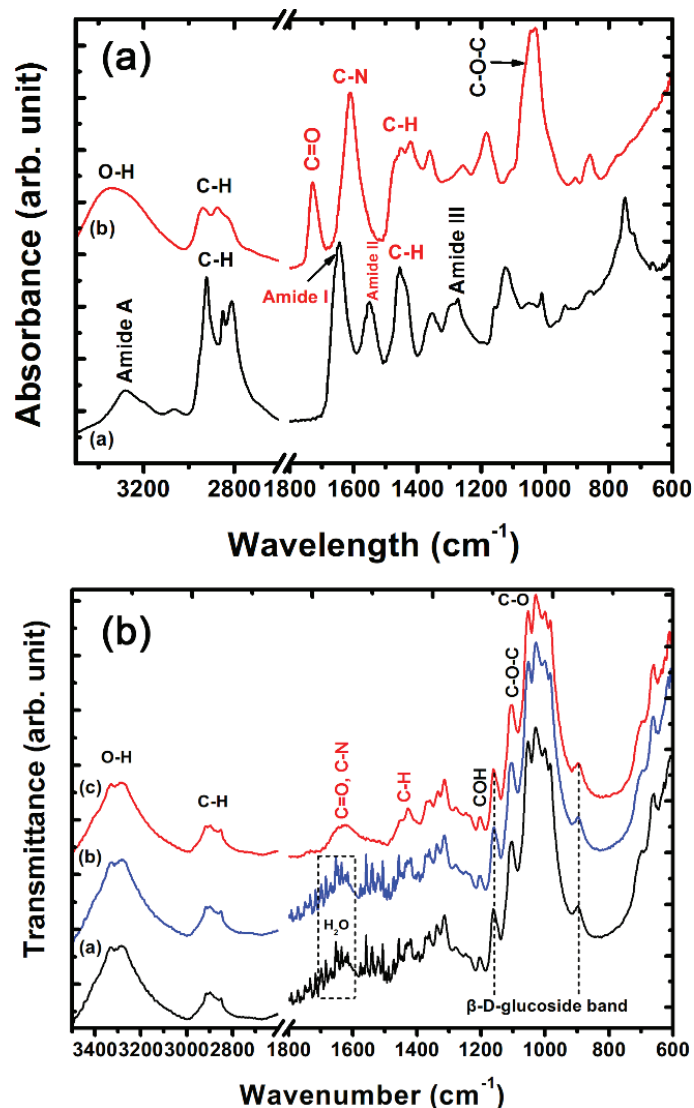 (a)
C-O-C
C-N
C=O
C-H
O-H
C-H
(b)
C-H
Amide I
Amide II
C-H
Amide III
Amide A
(a)
Absorbance (arb. unit)
3200 2800 1800 1600 1400 1200 1000 800 600
Wavelength (cm⁻¹)
(b)
C-O
C-O-C
O-H
C=O, C-N
C-H
COH
(c)
C-H
(b)
H₂O
(a)
β-D-glucoside band
Transmittance (arb. unit)
3400 3200 3000 2800 1800 1600 1400 1200 1000 800 600
Wavenumber (cm⁻¹)